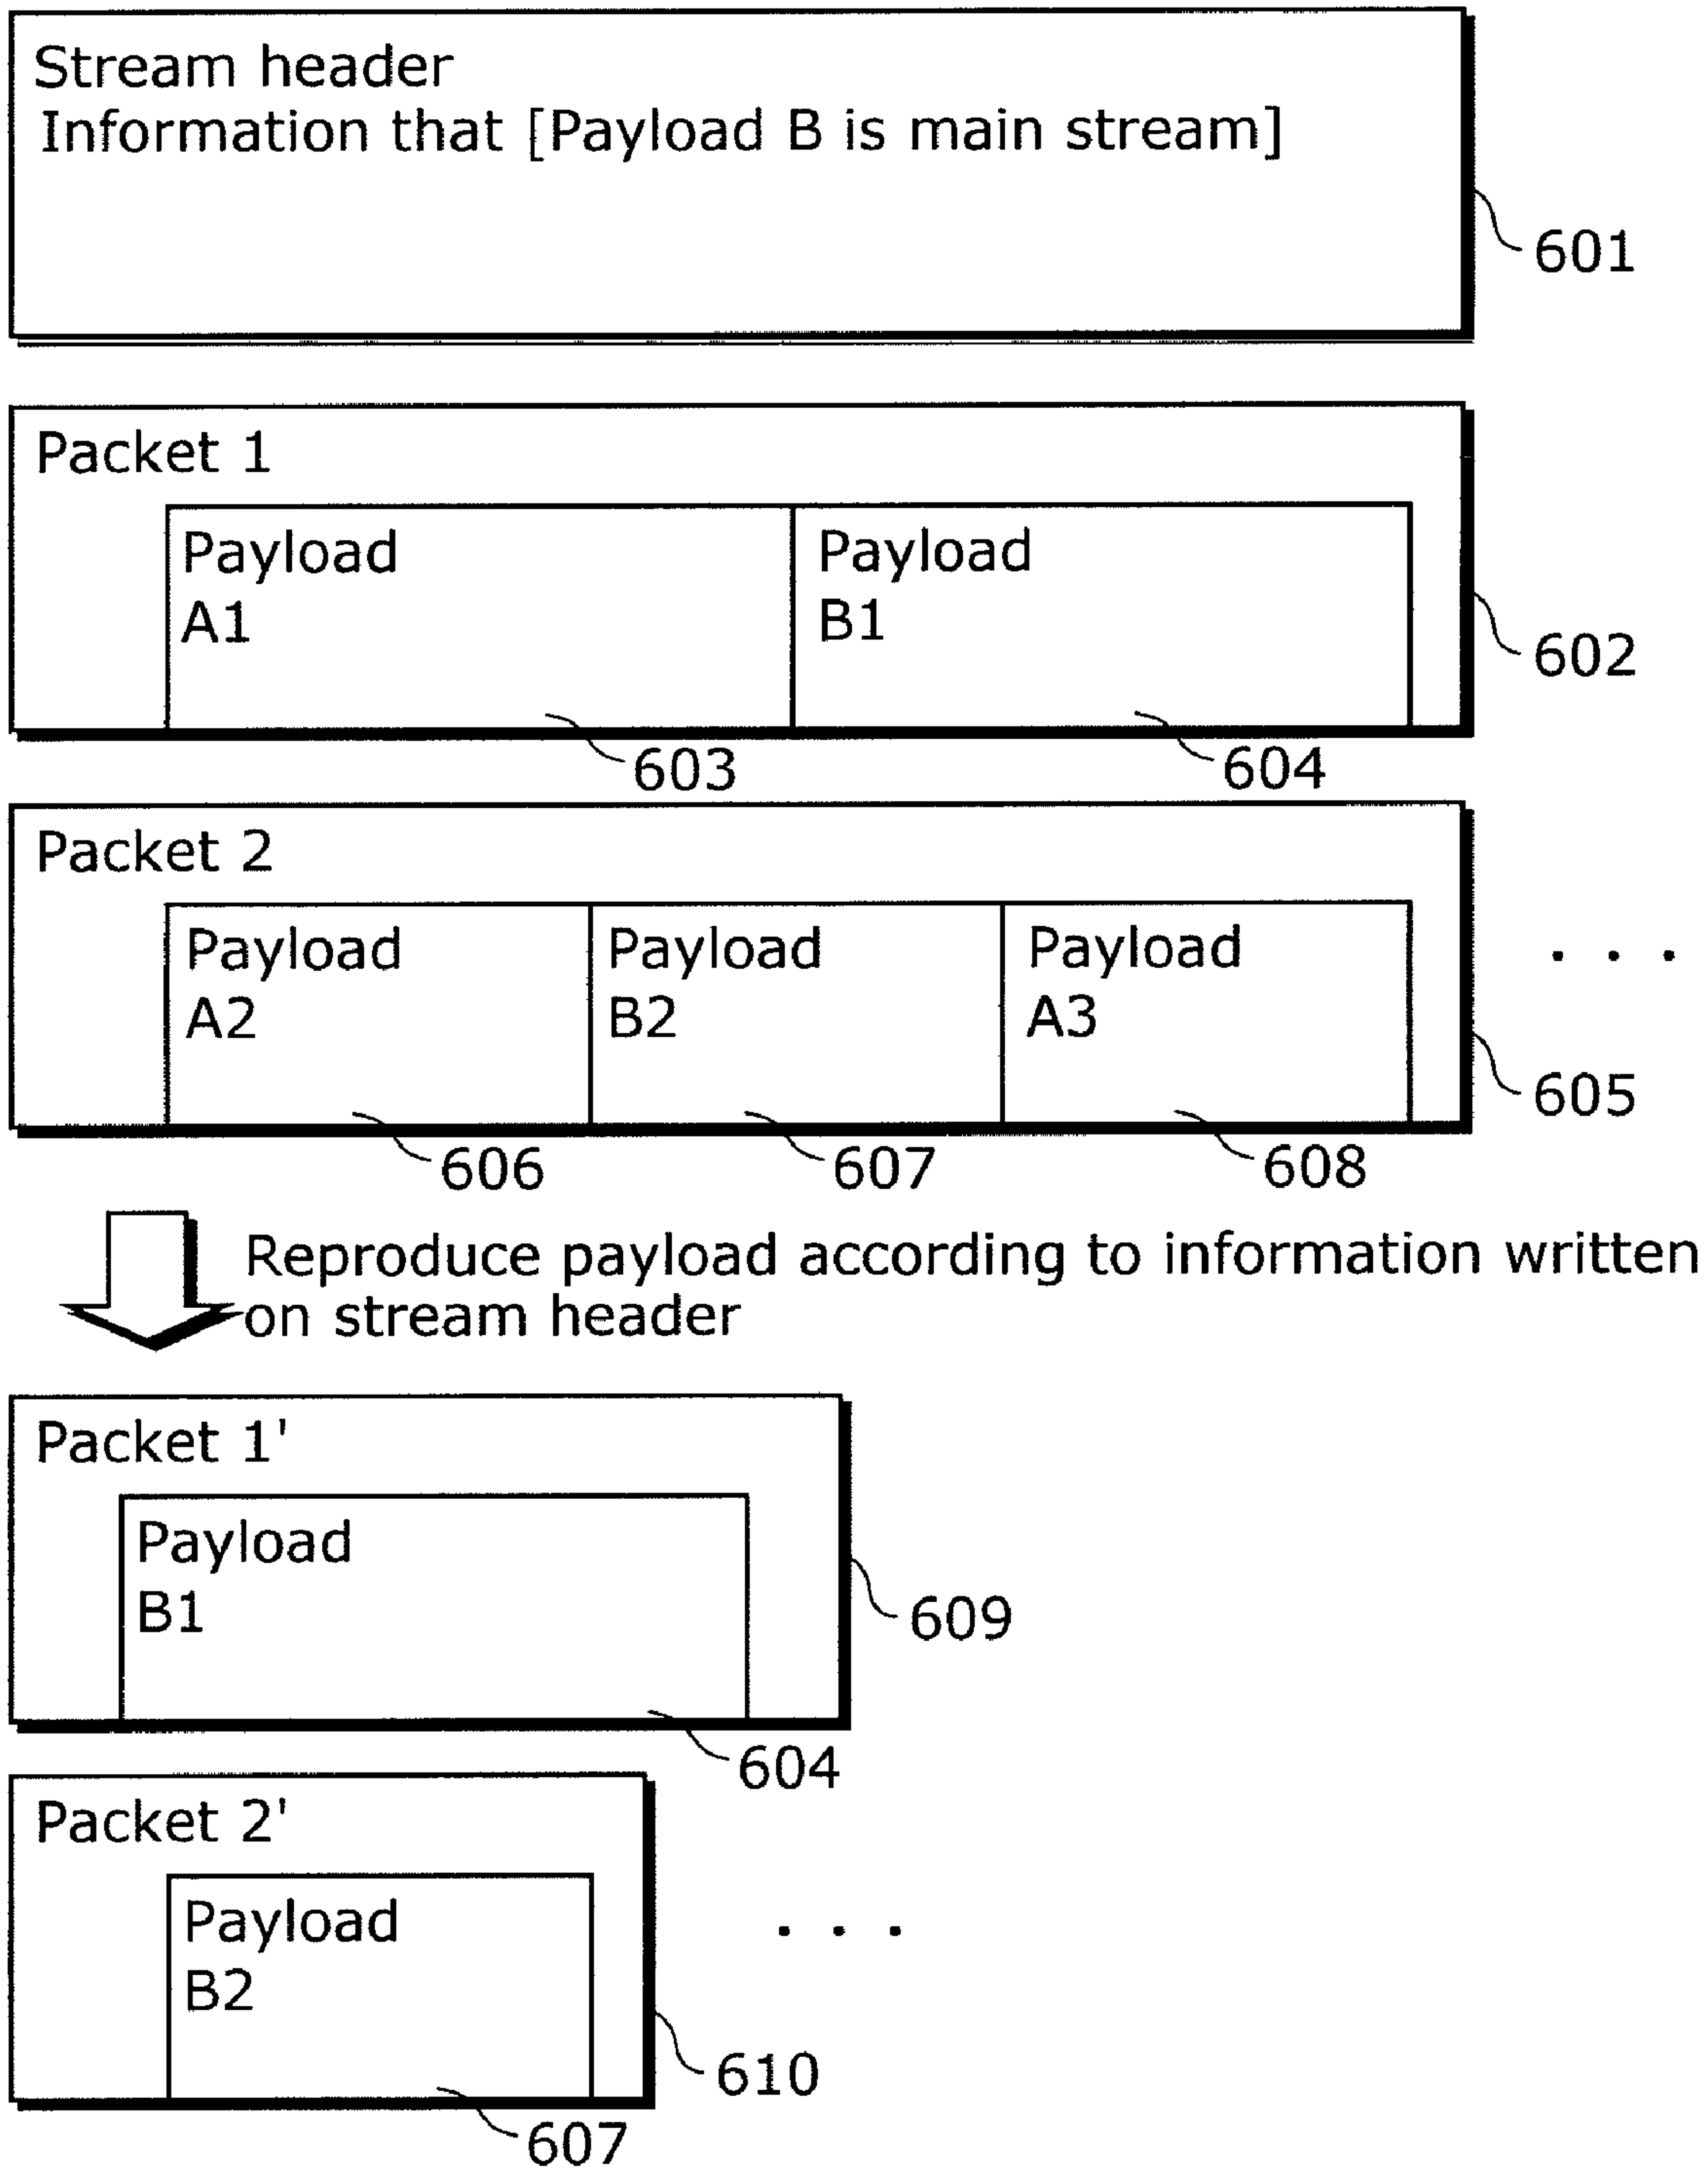 Stream header
Information that [Payload B is main stream]
601
Packet 1
Payload
A1
Payload
B1
602
603
604
Packet 2
Payload
A2
Payload
B2
Payload
A3
. . .
605
606
607
608
Reproduce payload according to information written
on stream header
Packet 1'
Payload
B1
609
604
Packet 2'
Payload
B2
. . .
610
607